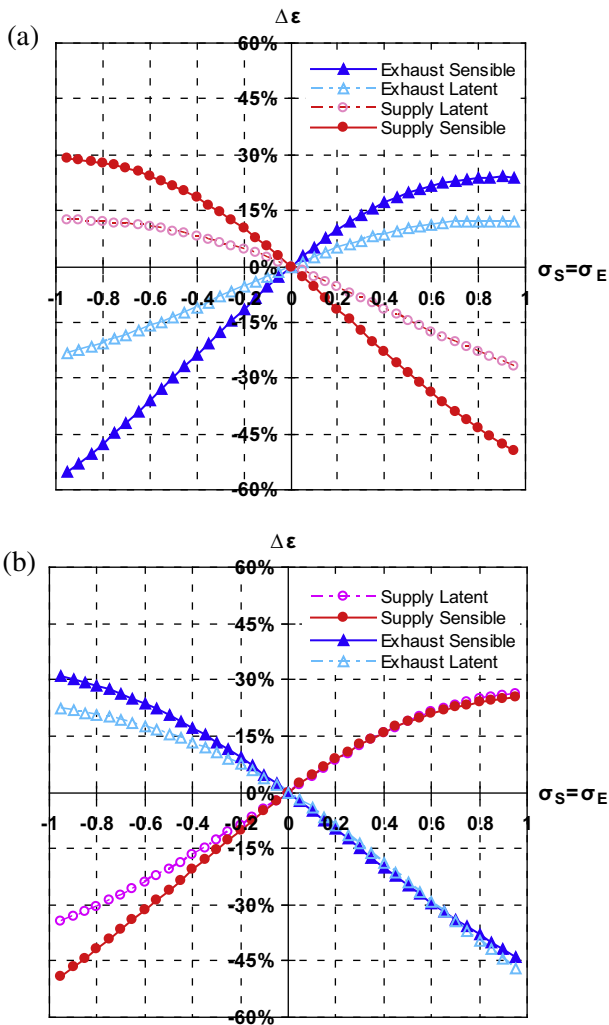 (a)
Δε
60%
Exhaust Sensible
Exhaust Latent
Supply Latent
Supply Sensible
45%
30%
15%
0%
σS=σE
-1 -0.8 -0.6 -0.4 -0.2 0 0.2 0.4 0.6 0.8 1
-15%
-30%
-45%
-60%
(b)
Δε
60%
Supply Latent
Supply Sensible
Exhaust Sensible
Exhaust Latent
45%
30%
15%
0%
σS=σE
-1 -0.8 -0.6 -0.4 -0.2 0 0.2 0.4 0.6 0.8 1
-15%
-30%
-45%
-60%